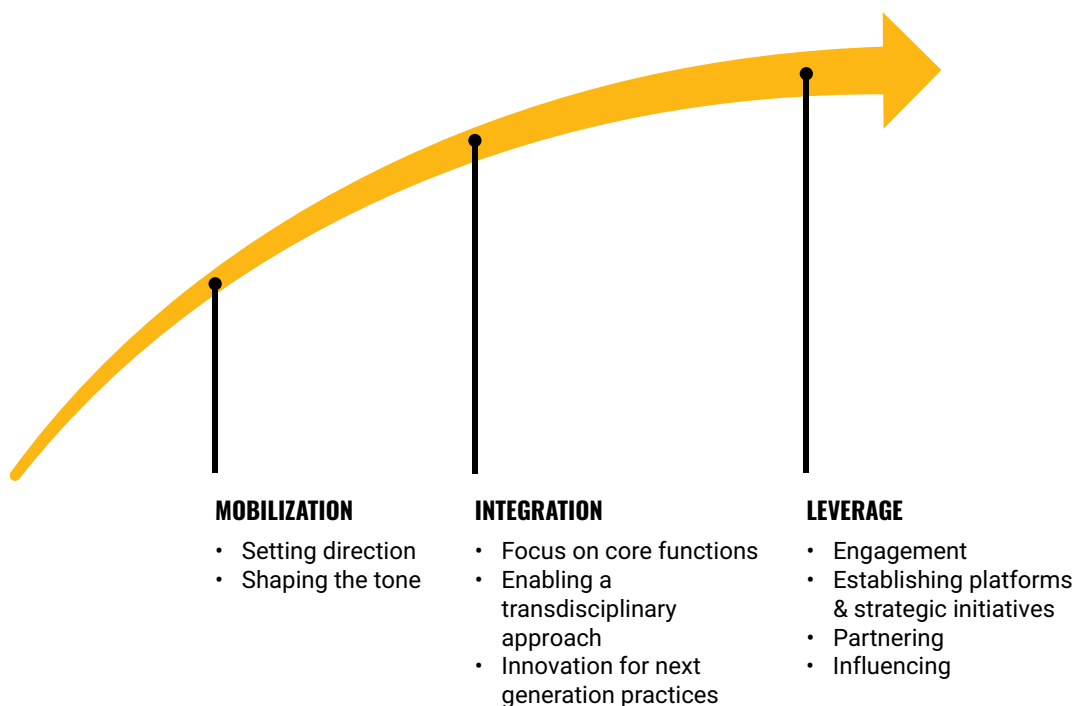 MOBILIZATION
• Setting direction
• Shaping the tone
INTEGRATION
• Focus on core functions
• Enabling a
transdisciplinary
approach
• Innovation for next
generation practices
LEVERAGE
• Engagement
• Establishing platforms
& strategic initiatives
• Partnering
• Influencing